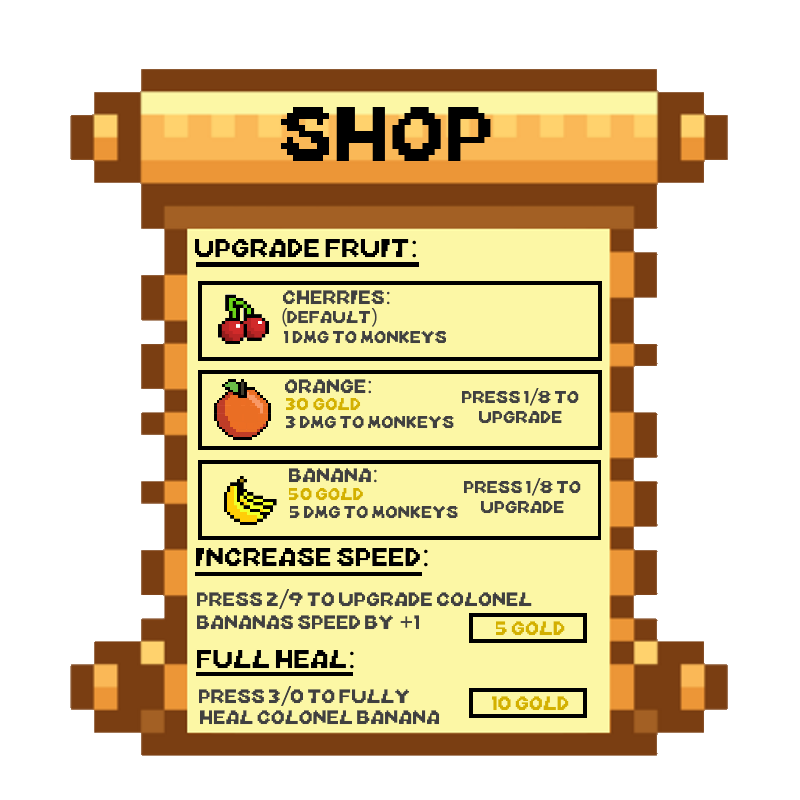 SHOP
UPGRADE FRUIT:
CHERRIES:
(DEFAULT)
1 DMG TO MONKEYS
ORANGE:
30 GOLD
3 DMG TO MONKEYS
PRESS 1/8 TO
UPGRADE
BANANA:
50 GOLD
5 DMG TO MONKEYS
PRESS 1/8 TO
UPGRADE
INCREASE SPEED:
PRESS 2/9 TO UPGRADE COLONEL
BANANAS SPEED BY +1
5 GOLD
FULL HEAL:
PRESS 3/0 TO FULLY
HEAL COLONEL BANANA
10 GOLD